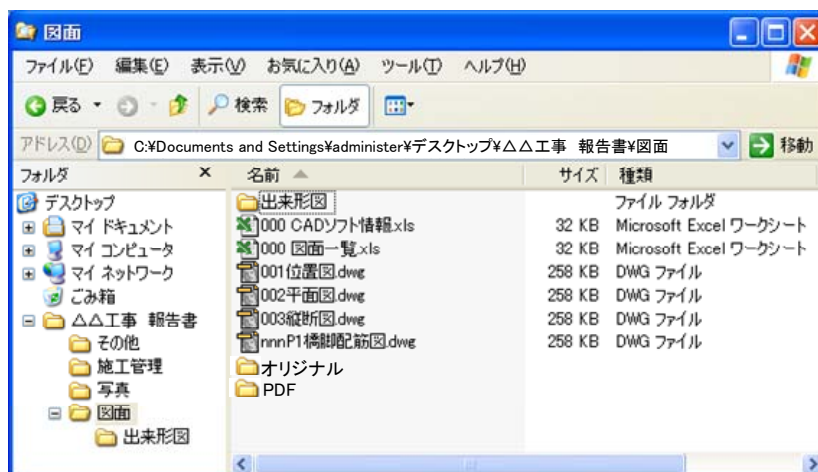 図面
ファイル(F) 編集(E) 表示(V) お気に入り(A) ツール(T) ヘルプ(H)
戻る 検索 フォルダ
アドレス(D) C:¥Documents and Settings¥administer¥デスクトップ¥△△工事 報告書¥図面 移動
フォルダ × 名前 サイズ 種類
デスクトップ
マイ ドキュメント
マイ コンピュータ
マイ ネットワーク
ごみ箱
△△工事 報告書
その他
施工管理
写真
図面
出来形図
出来形図 ファイル フォルダ
000 CADソフト情報.xls 32 KB Microsoft Excel ワークシート
000 図面一覧.xls 32 KB Microsoft Excel ワークシート
001位置図.dwg 258 KB DWG ファイル
002平面図.dwg 258 KB DWG ファイル
003縦断図.dwg 258 KB DWG ファイル
nnnP1橋脚配筋図.dwg 258 KB DWG ファイル
オリジナル
PDF